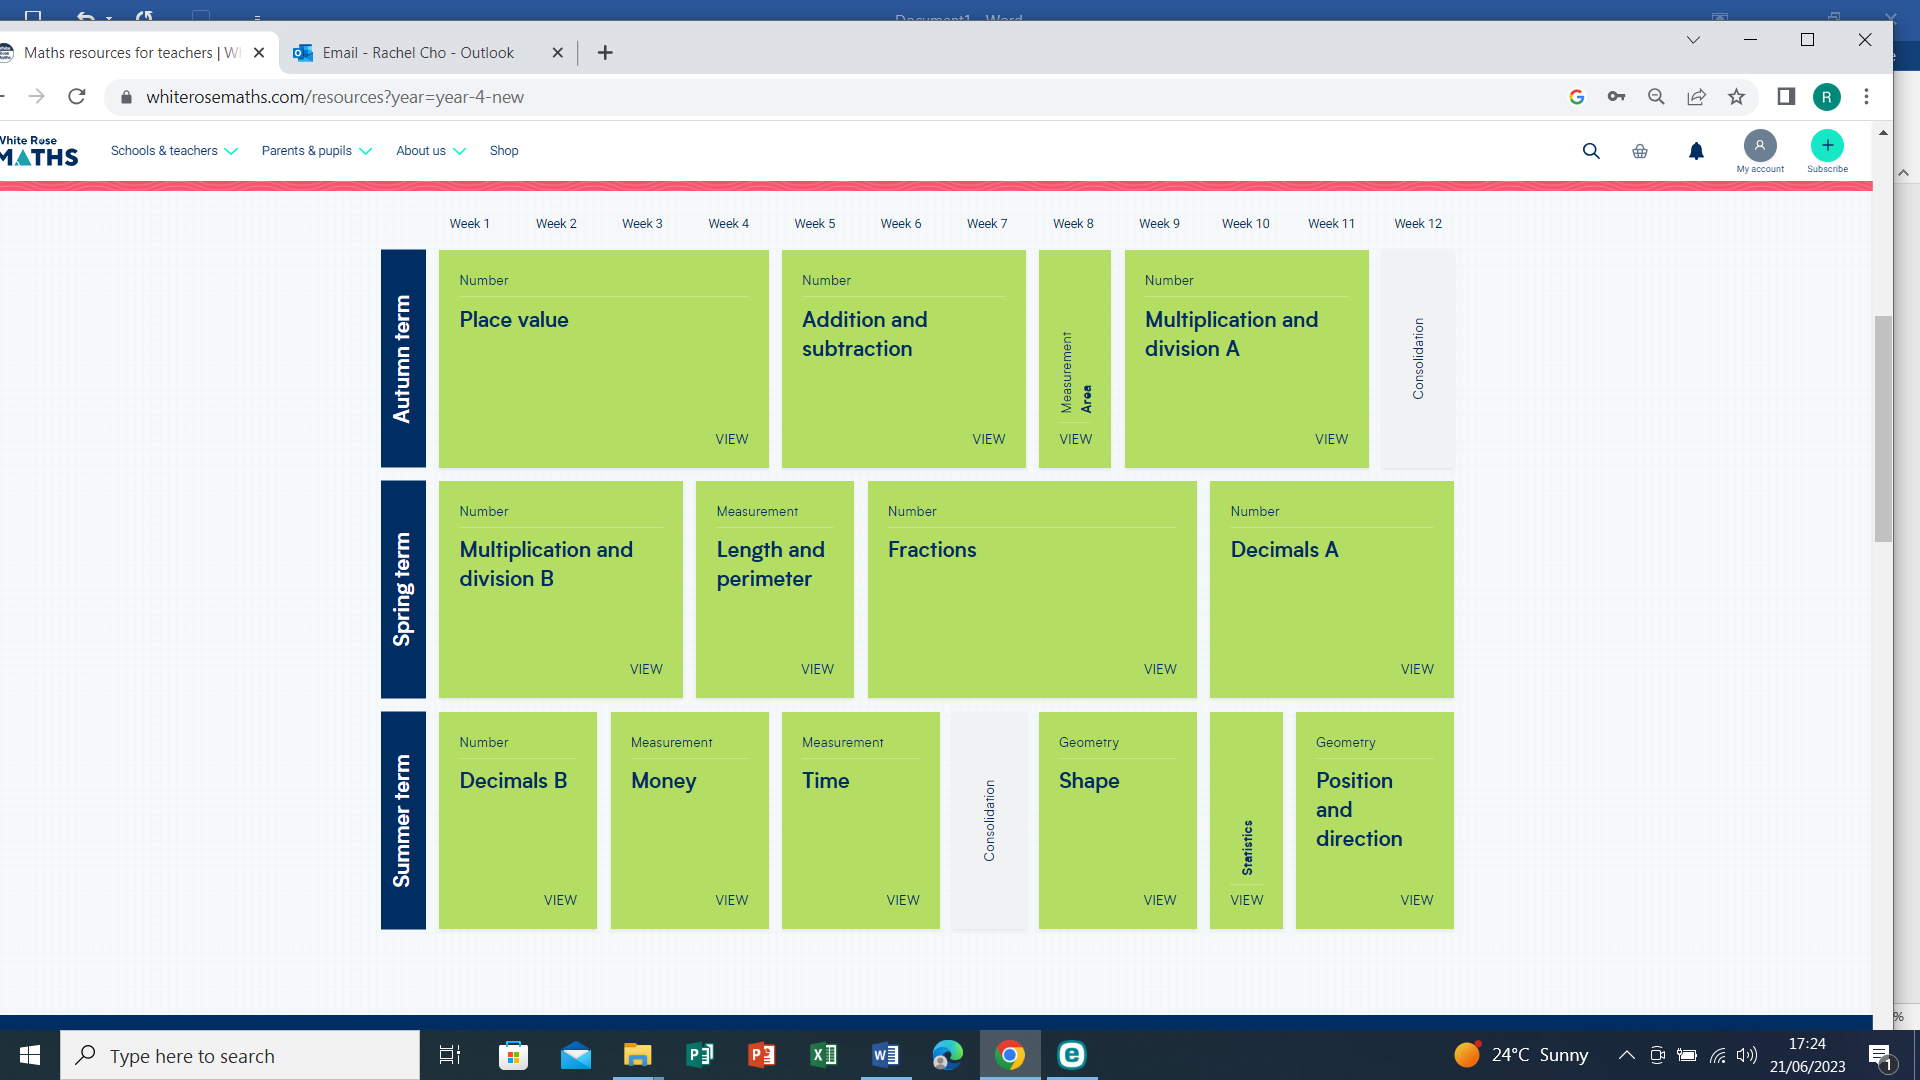 Document1 - Word
Maths resources for teachers | Wh
Email - Rachel Cho - Outlook
whiterosemaths.com/resources?year=year-4-new
R
White Rose
MATHS
Schools & teachers
Parents & pupils
About us
Shop
My account
Subscribe
Week 1
Week 2
Week 3
Week 4
Week 5
Week 6
Week 7
Week 8
Week 9
Week 10
Week 11
Week 12
Autumn term
Number
Place value
VIEW
Number
Addition and
subtraction
VIEW
Measurement
Area
VIEW
Number
Multiplication and
division A
VIEW
Consolidation
Spring term
Number
Multiplication and
division B
VIEW
Measurement
Length and
perimeter
VIEW
Number
Fractions
VIEW
Number
Decimals A
VIEW
Summer term
Number
Decimals B
VIEW
Measurement
Money
VIEW
Measurement
Time
VIEW
Consolidation
Geometry
Shape
VIEW
Statistics
VIEW
Geometry
Position
and
direction
VIEW
%
Type here to search
24°C Sunny
17:24
21/06/2023
1